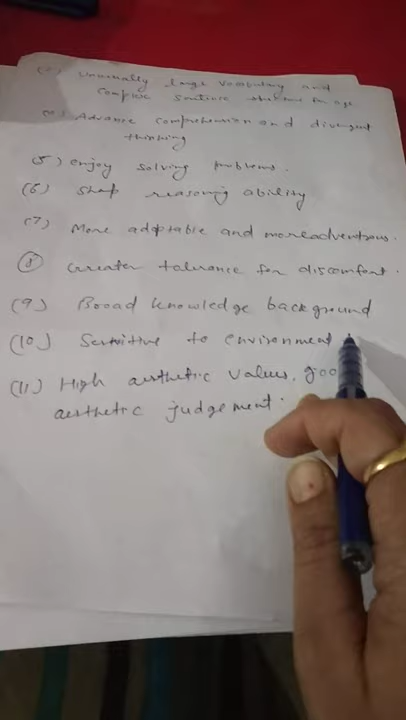 Unusually large vocabulary and
complex sentence structure for age
Advance comprehension and divergent
thinking
(5) enjoy solving problems.
(6) Sharp reasoning ability
(7) More adaptable and more adventrous.
(8) Greater tolerance for discomfort.
(9) Broad knowledge background
(10) Sensitive to environment
(11) High aesthetic values,
aesthetic judgement.